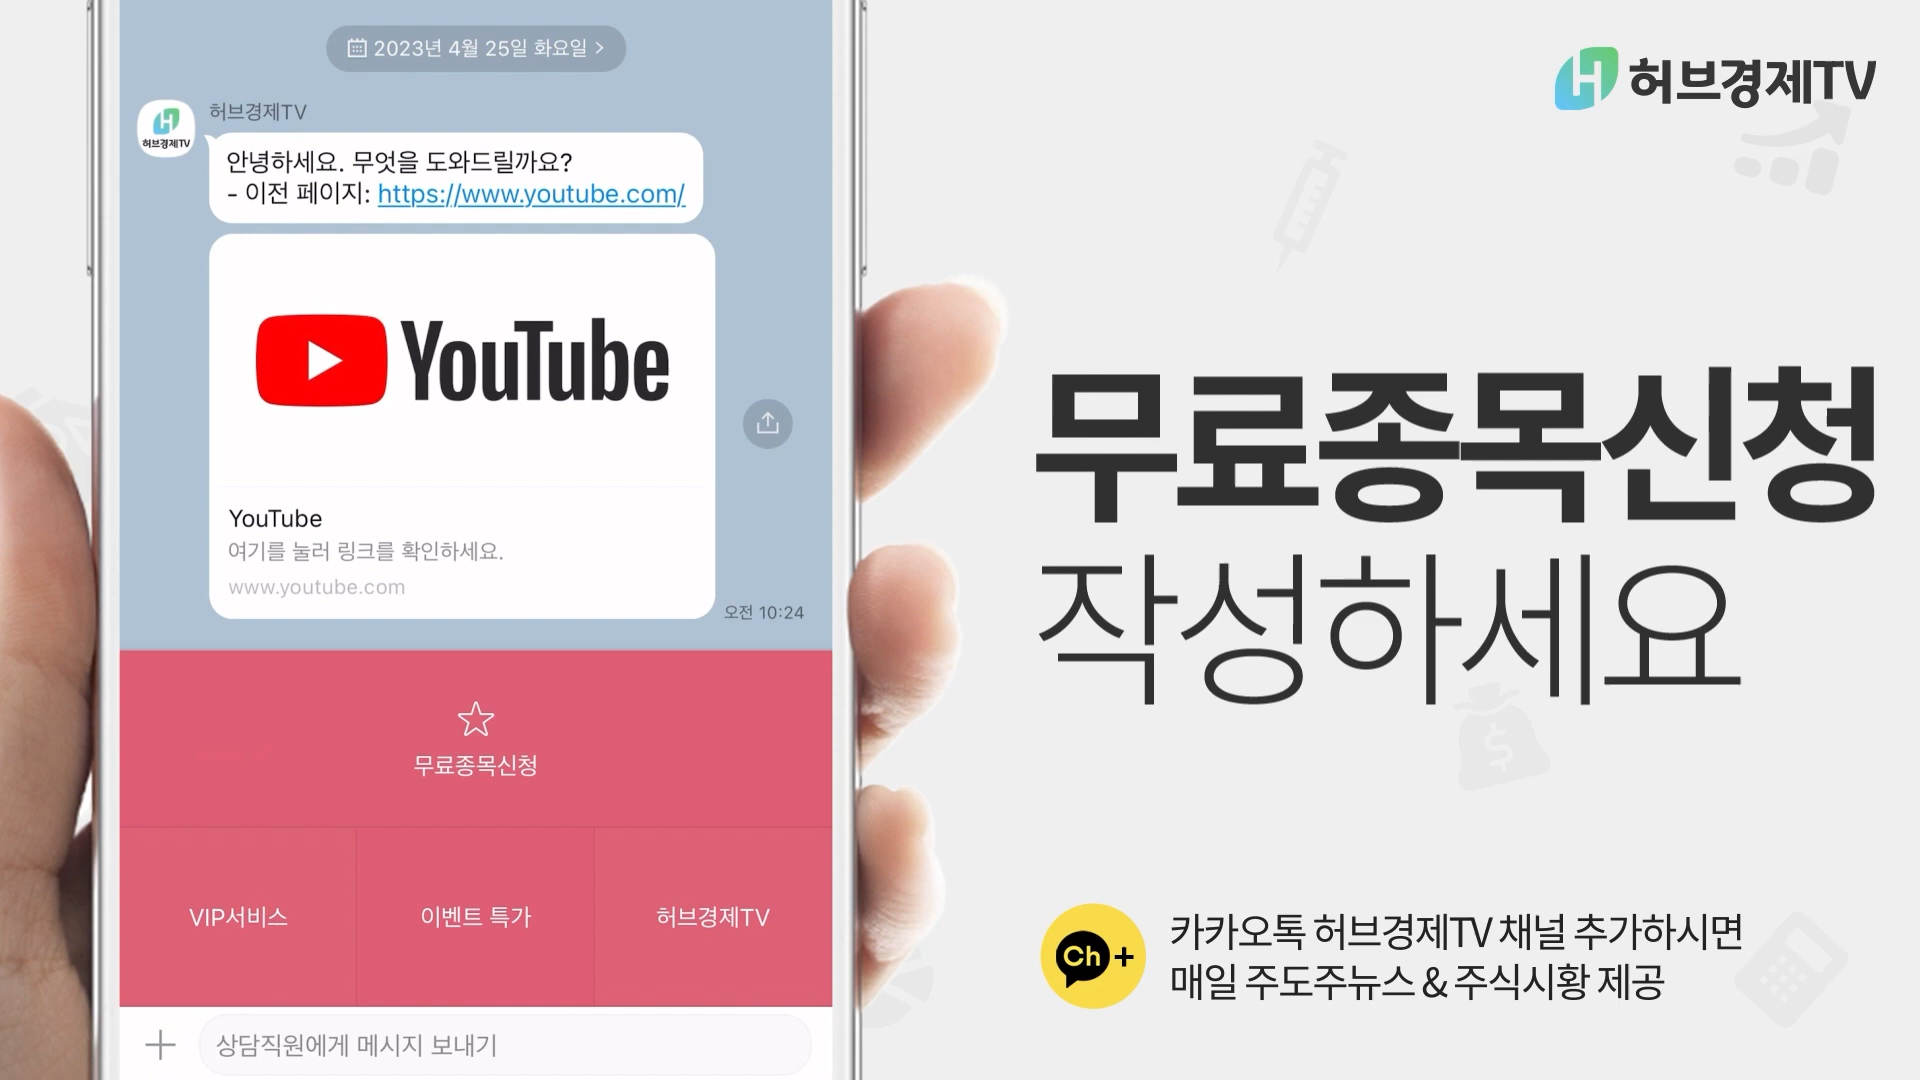 2023년 4월 25일 화요일 >
허브경제TV
허브경제TV
안녕하세요. 무엇을 도와드릴까요?
- 이전 페이지: https://www.youtube.com/
YouTube
YouTube
여기를 눌러 링크를 확인하세요.
www.youtube.com
오전 10:24
무료종목신청
VIP서비스
이벤트 특가
허브경제TV
상담직원에게 메시지 보내기
허브경제TV
무료종목신청
작성하세요
Ch+
카카오톡 허브경제TV 채널 추가하시면
매일 주도주뉴스 & 주식시황 제공